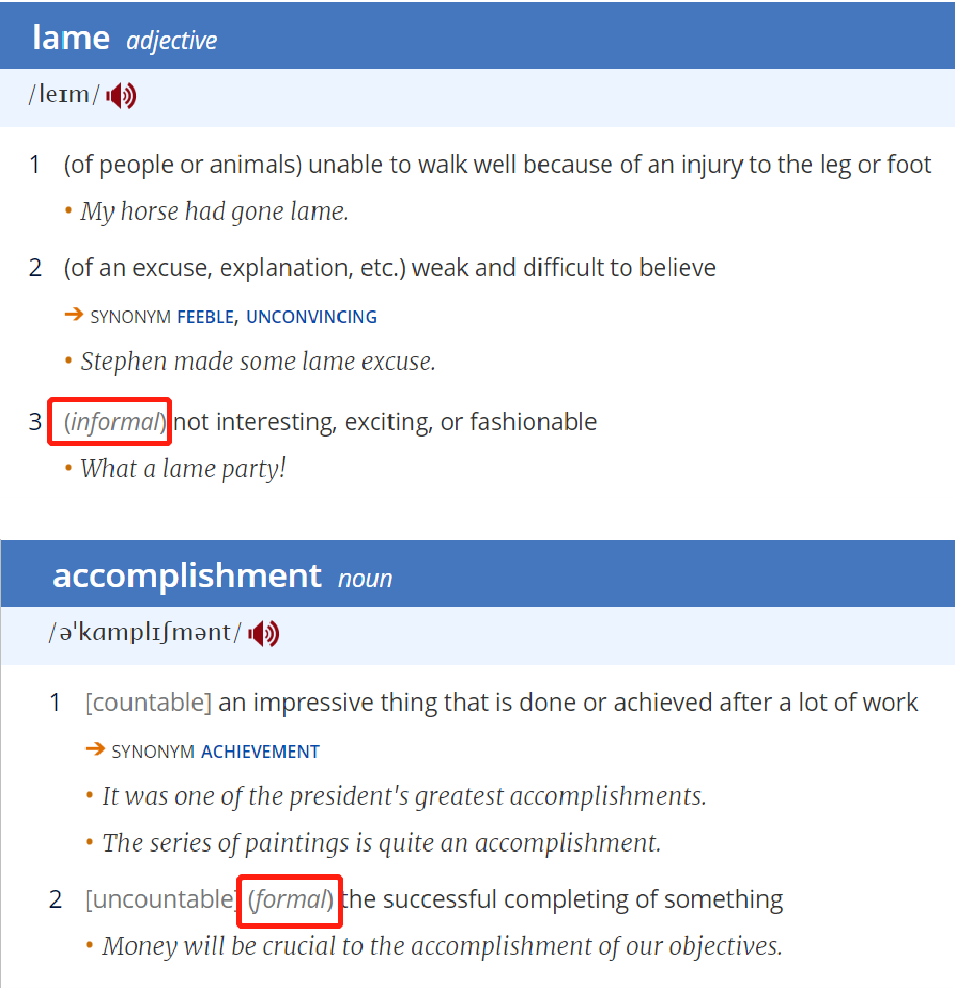 lame adjective
/leɪm/
1 (of people or animals) unable to walk well because of an injury to the leg or foot
• My horse had gone lame.
2 (of an excuse, explanation, etc.) weak and difficult to believe
➔ SYNONYM FEEBLE, UNCONVINCING
• Stephen made some lame excuse.
3 (informal) not interesting, exciting, or fashionable
• What a lame party!
accomplishment noun
/əˈkɑmplɪʃmənt/
1 [countable] an impressive thing that is done or achieved after a lot of work
➔ SYNONYM ACHIEVEMENT
• It was one of the president's greatest accomplishments.
• The series of paintings is quite an accomplishment.
2 [uncountable] (formal) the successful completing of something
• Money will be crucial to the accomplishment of our objectives.